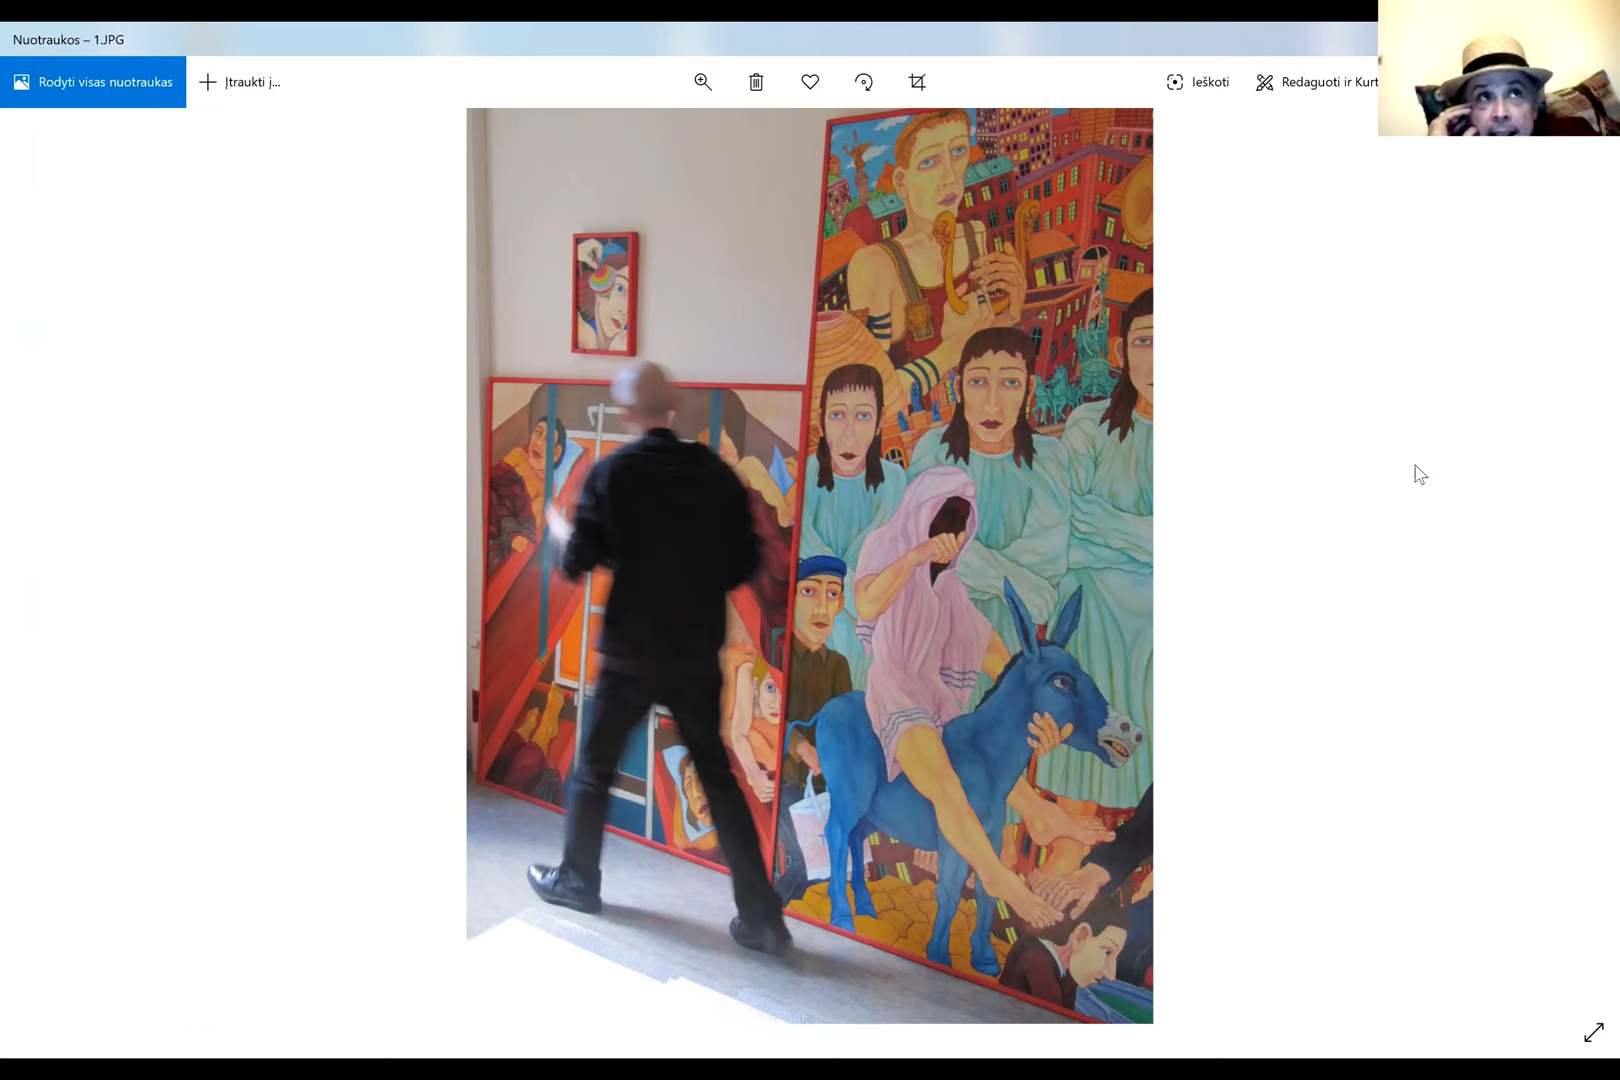 Nuotraukos – 1.JPG
Rodyti visas nuotraukas
Įtraukti į...
Ieškoti
Redaguoti ir Kurt